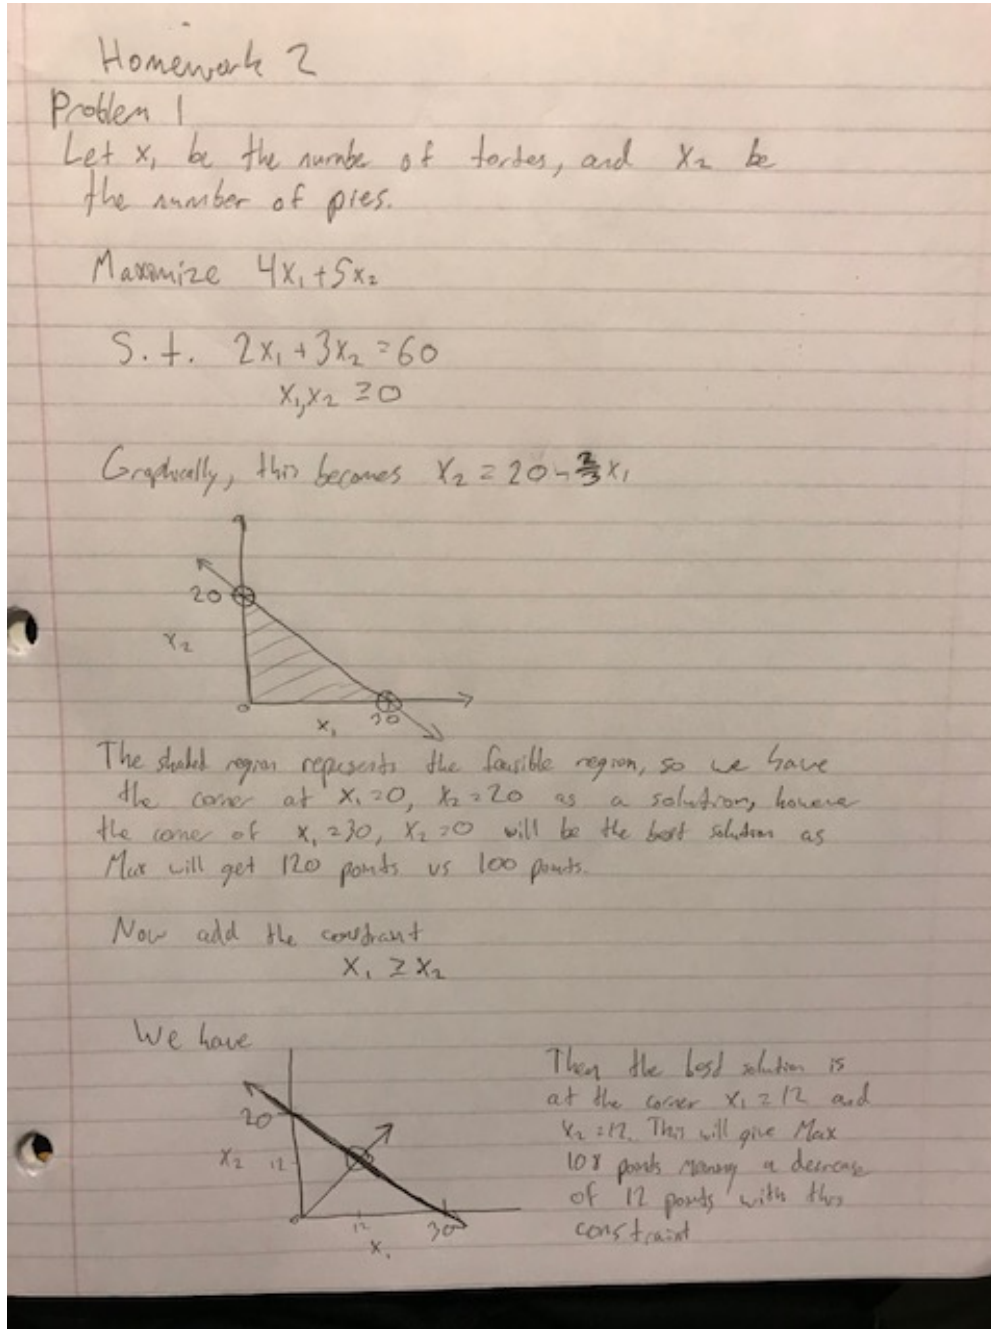 Homework 2
Problem 1
Let x₁ be the number of tortes, and x₂ be
the number of pies.
Maximize 4x₁+5x₂
S.t. 2x₁+3x₂=60
x₁,x₂ ≥0
Graphically, this becomes x₂ = 20-⅔x₁
20
x₂
0
x₁
30
The shaded region represents the feasible region, so we have
the corner at x₁=0, x₂=20 as a solution, however
the corner of x₁=30, x₂=0 will be the best solution as
Max will get 120 points vs 100 points.
Now add the constraint
x₁ ≥ x₂
We have
20
x₂
12
0
12
30
x₁
Then the best solution is
at the corner x₁=12 and
x₂=12. This will give Max
108 points meaning a decrease
of 12 points with this
constraint